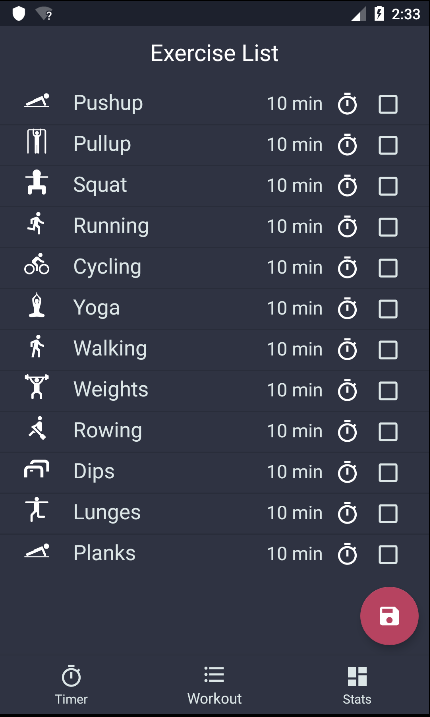 2:33
Exercise List
Pushup 10 min
Pullup 10 min
Squat 10 min
Running 10 min
Cycling 10 min
Yoga 10 min
Walking 10 min
Weights 10 min
Rowing 10 min
Dips 10 min
Lunges 10 min
Planks 10 min
Timer Workout Stats